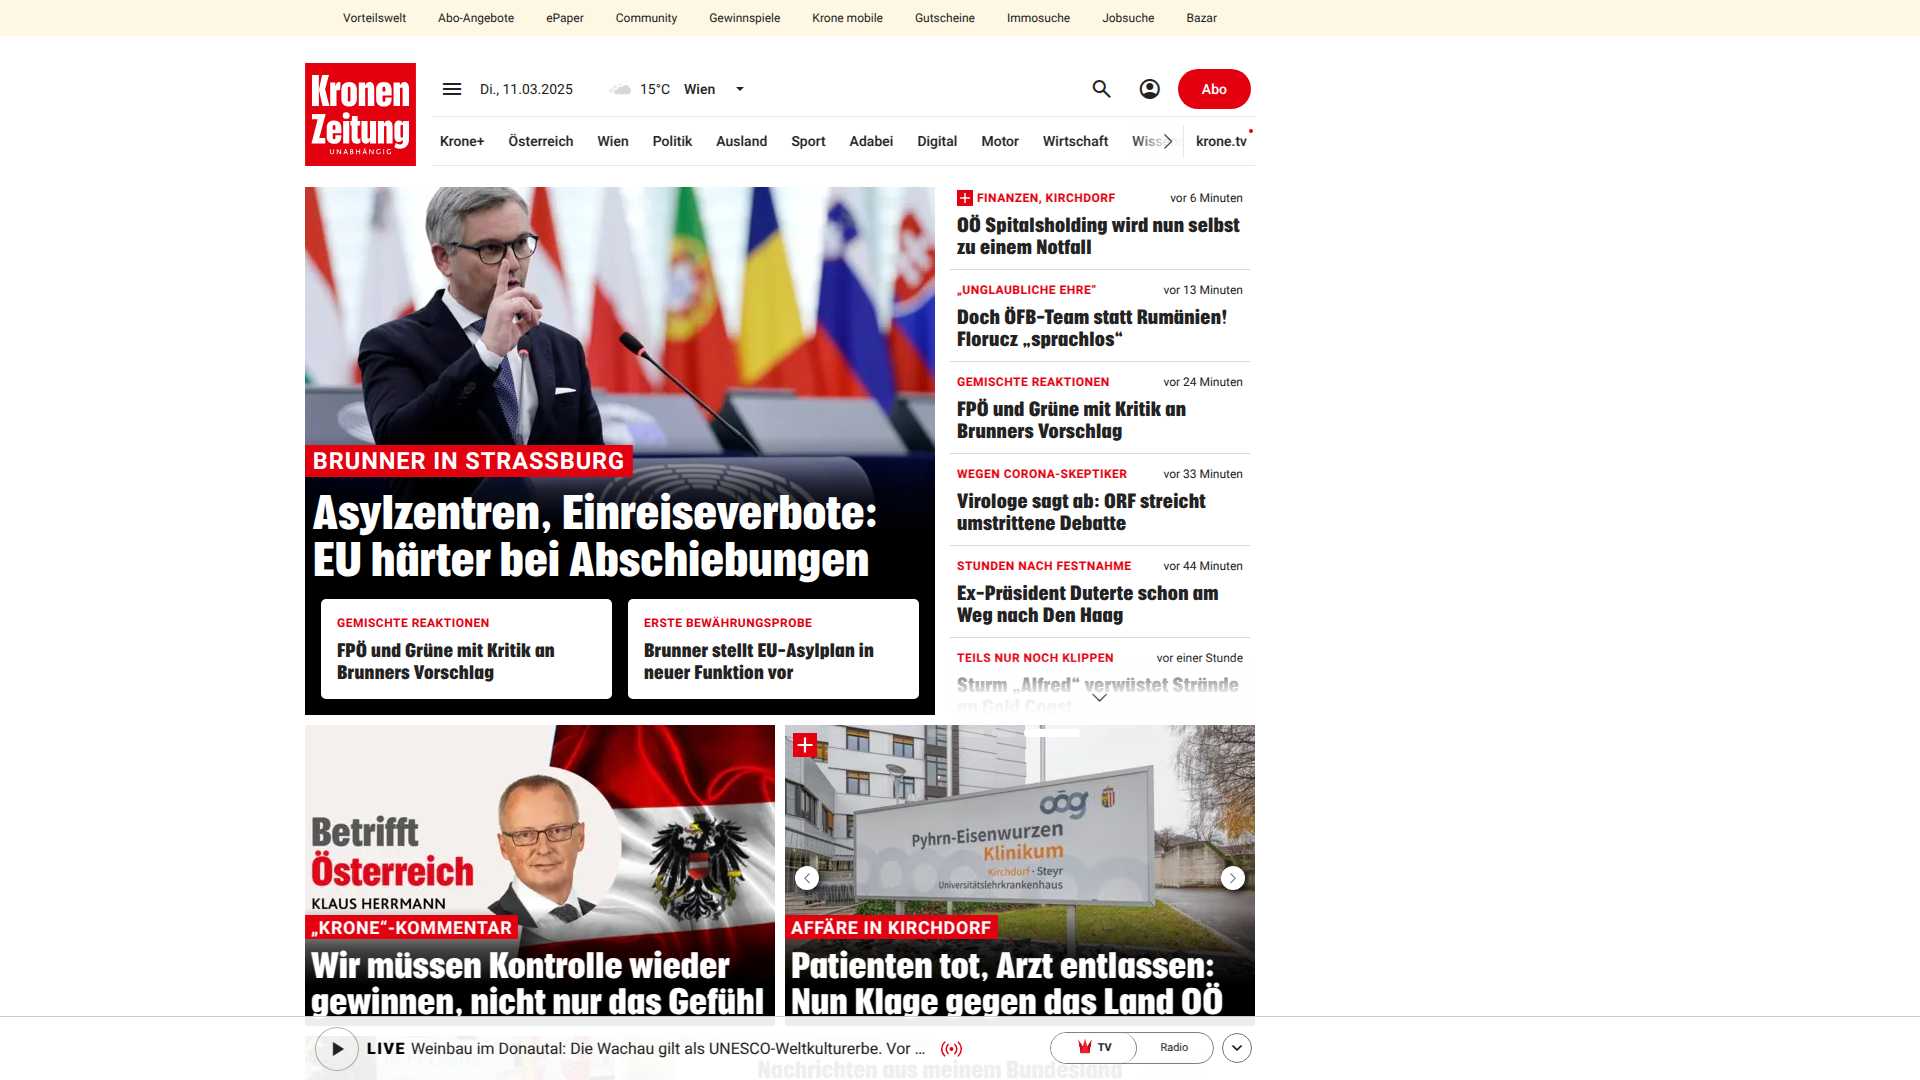 Vorteilswelt Abo-Angebote ePaper Community Gewinnspiele Krone mobile Gutscheine Immosuche Jobsuche Bazar
Kronen
Zeitung
UNABHÄNGIG
Di., 11.03.2025 15°C Wien Abo
Krone+ Österreich Wien Politik Ausland Sport Adabei Digital Motor Wirtschaft krone.tv
BRUNNER IN STRASSBURG
Asylzentren, Einreiseverbote:
EU härter bei Abschiebungen
GEMISCHTE REAKTIONEN
FPÖ und Grüne mit Kritik an
Brunners Vorschlag
ERSTE BEWÄHRUNGSPROBE
Brunner stellt EU-Asylplan in
neuer Funktion vor
FINANZEN, KIRCHDORF vor 6 Minuten
OÖ Spitalsholding wird nun selbst
zu einem Notfall
„UNGLAUBLICHE EHRE“ vor 13 Minuten
Doch ÖFB-Team statt Rumänien!
Florucz „sprachlos“
GEMISCHTE REAKTIONEN vor 24 Minuten
FPÖ und Grüne mit Kritik an
Brunners Vorschlag
WEGEN CORONA-SKEPTIKER vor 33 Minuten
Virologe sagt ab: ORF streicht
umstrittene Debatte
STUNDEN NACH FESTNAHME vor 44 Minuten
Ex-Präsident Duterte schon am
Weg nach Den Haag
TEILS NUR NOCH KLIPPEN vor einer Stunde
Sturm „Alfred“ verwüstet Strände
an Gold Coast
Betrifft
Österreich
KLAUS HERRMANN
„KRONE“-KOMMENTAR
Wir müssen Kontrolle wieder
gewinnen, nicht nur das Gefühl
oög
Pyhrn-Eisenwurzen
Klinikum
Kirchdorf · Steyr
Universitätslehrkrankenhaus
AFFÄRE IN KIRCHDORF
Patienten tot, Arzt entlassen:
Nun Klage gegen das Land OÖ
LIVE Weinbau im Donautal: Die Wachau gilt als UNESCO-Weltkulturerbe. Vor ... TV Radio
Nachrichten aus meinem Bundesland